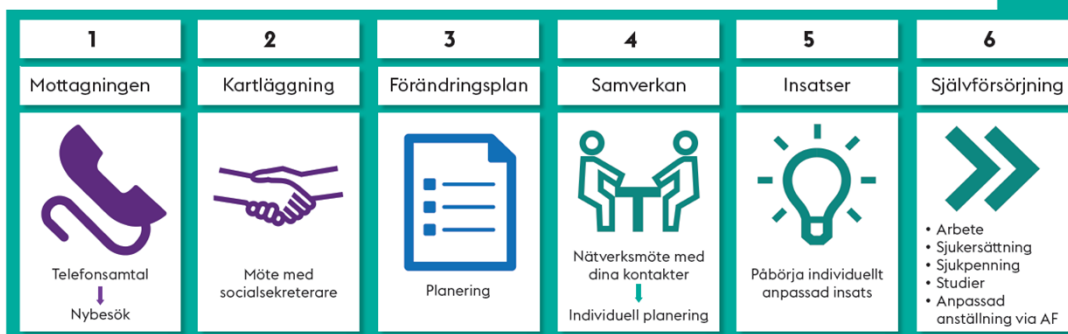 1
Mottagningen
Telefonsamtal
Nybesök
2
Kartläggning
Möte med
socialsekreterare
3
Förändringsplan
Planering
4
Samverkan
Nätverksmöte med
dina kontakter
Individuell planering
5
Insatser
Påbörja individuellt
anpassad insats
6
Självförsörjning
• Arbete
• Sjukersättning
• Sjukpenning
• Studier
• Anpassad
anställning via AF